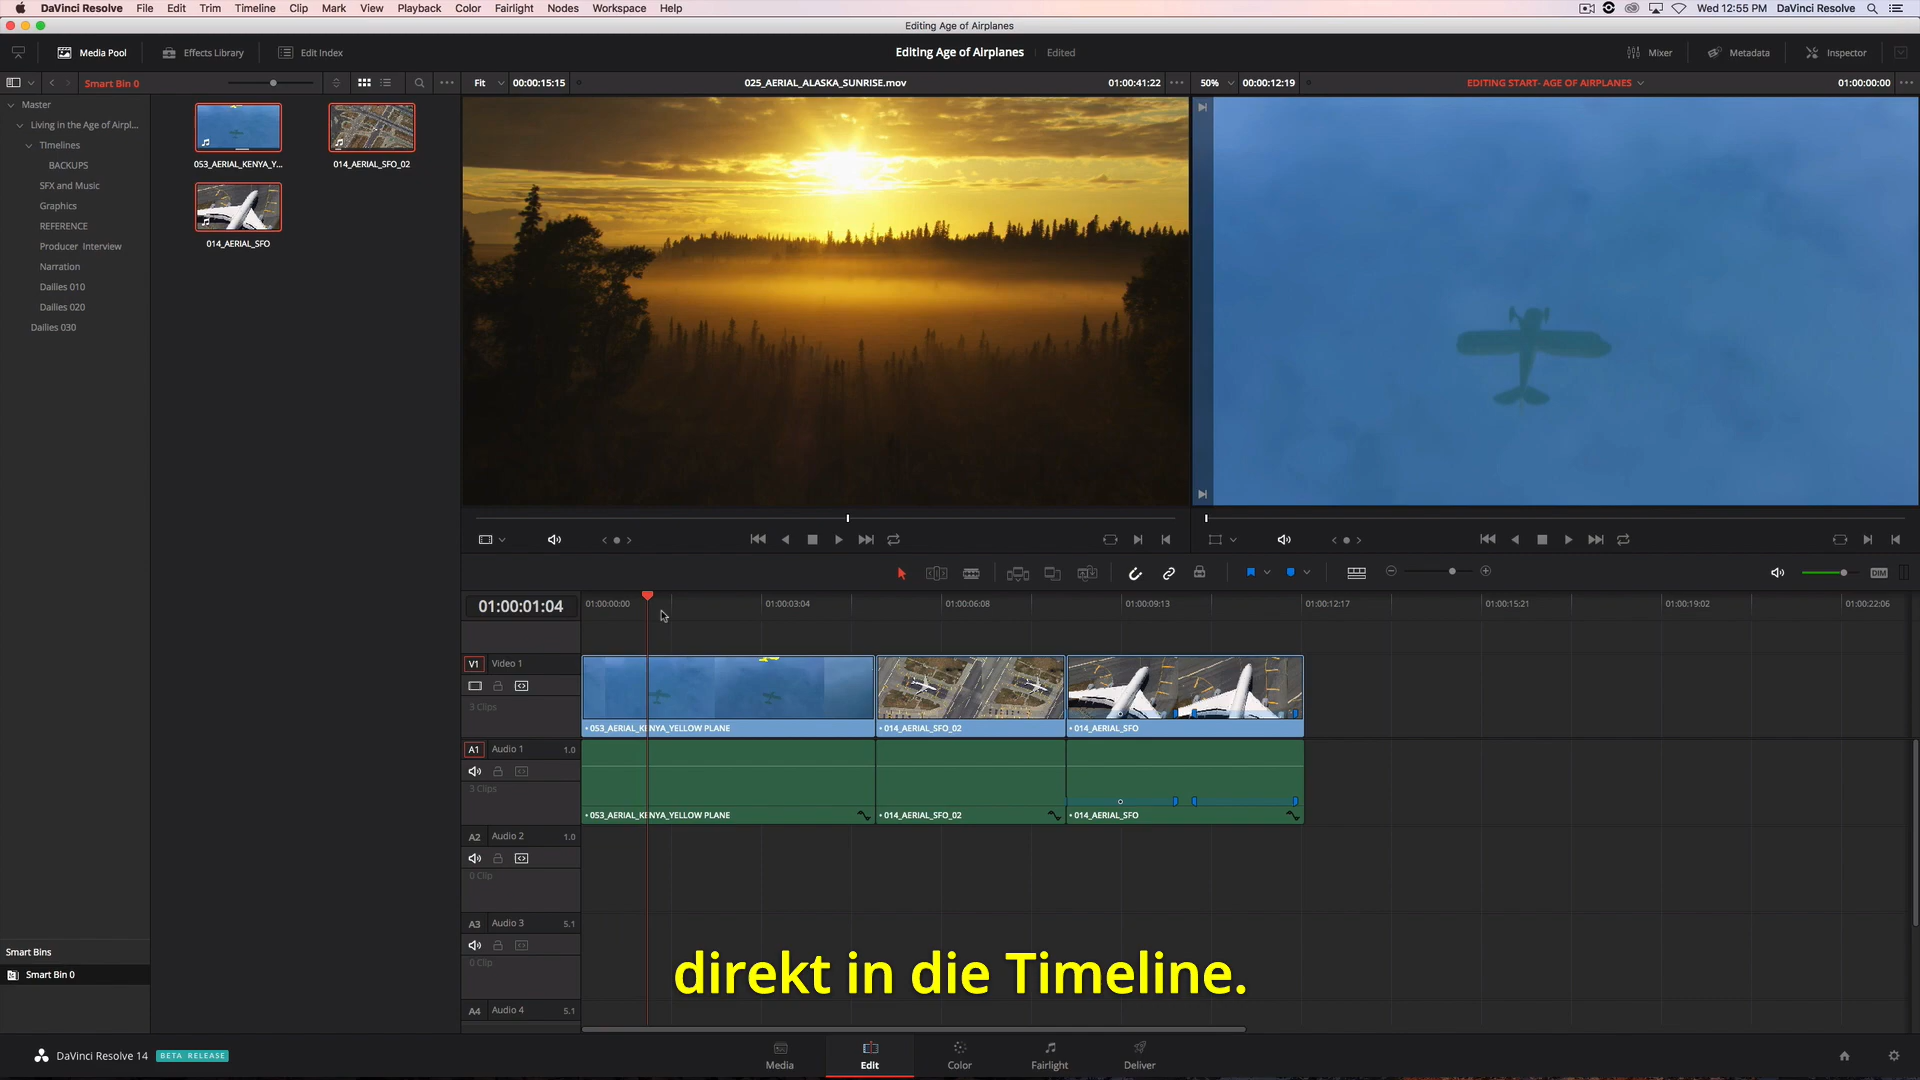 DaVinci Resolve File Edit Trim Timeline Clip Mark View Playback Color Fairlight Nodes Workspace Help
Wed 12:55 PM DaVinci Resolve
Editing Age of Airplanes
Media Pool Effects Library Edit Index
Editing Age of Airplanes Edited
Mixer Metadata Inspector
Smart Bin 0
Fit 00:00:15:15 025_AERIAL_ALASKA_SUNRISE.mov 01:00:41:22
50% 00:00:12:19 EDITING START- AGE OF AIRPLANES 01:00:00:00
Master
Living in the Age of Airpl...
TImelines
BACKUPS
SFX and Music
Graphics
REFERENCE
Producer Interview
Narration
Dailies 010
Dailies 020
Dailies 030
053_AERIAL_KENYA_Y...
014_AERIAL_SFO_02
014_AERIAL_SFO
DIM
01:00:01:04
01:00:00:00 01:00:03:04 01:00:06:08 01:00:09:13 01:00:12:17 01:00:15:21 01:00:19:02 01:00:22:06
V1 Video 1
3 Clips
053_AERIAL_KENYA_YELLOW PLANE 014_AERIAL_SFO_02 014_AERIAL_SFO
A1 Audio 1 1.0
3 Clips
053_AERIAL_KENYA_YELLOW PLANE 014_AERIAL_SFO_02 014_AERIAL_SFO
A2 Audio 2 1.0
0 Clip
A3 Audio 3 5.1
0 Clip
A4 Audio 4 5.1
Smart Bins
Smart Bin 0
direkt in die Timeline.
DaVinci Resolve 14 BETA RELEASE
Media Edit Color Fairlight Deliver